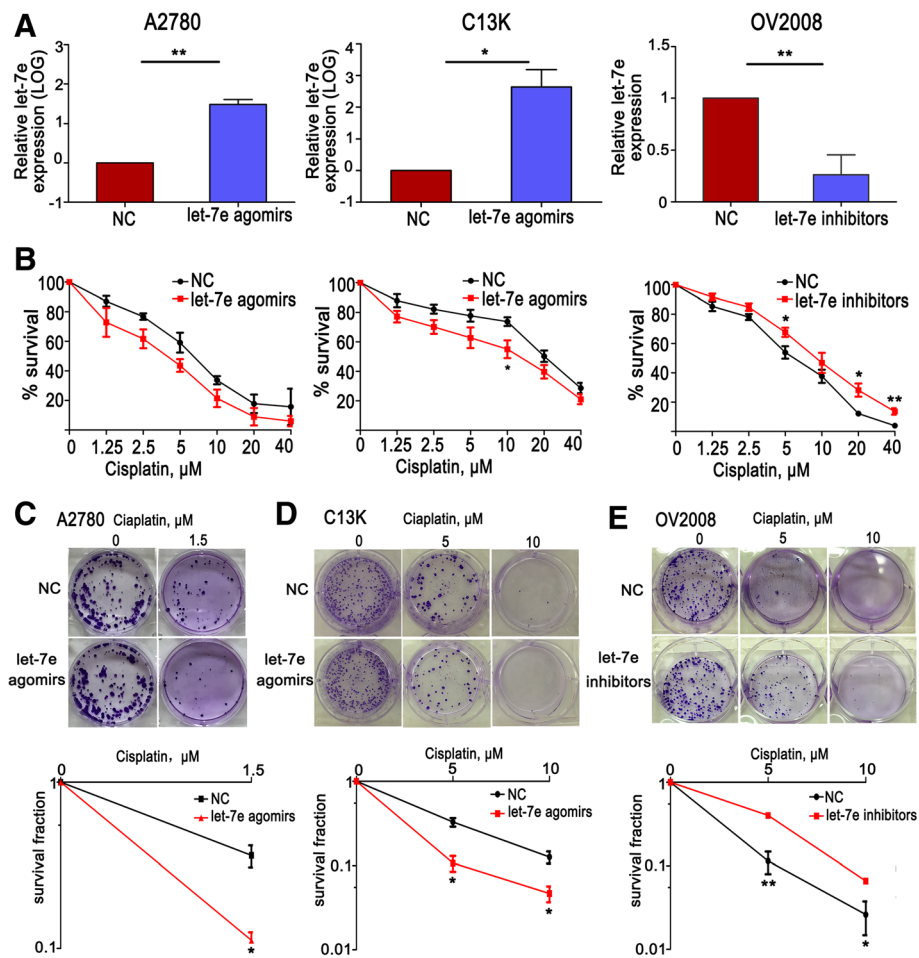 A
A2780
C13K
OV2008
Relative let-7e
expression (LOG)
3
2
1
0
-1
**
NC
let-7e agomirs
Relative let-7e
expression (LOG)
4
3
2
1
0
-1
*
NC
let-7e agomirs
Relative let-7e
expression
1.5
1
0.5
0
**
NC
let-7e inhibitors
B
% survival
100
80
60
40
20
NC
let-7e agomirs
0 1.25 2.5 5 10 20 40
Cisplatin, µM
% survival
100
80
60
40
20
NC
let-7e agomirs
*
0 1.25 2.5 5 10 20 40
Cisplatin, µM
% survival
100
80
60
40
20
NC
let-7e inhibitors
*
*
**
0 1.25 2.5 5 10 20 40
Cisplatin, µM
C
A2780
Ciaplatin, µM
0 1.5
NC
let-7e
agomirs
D
C13K
Ciaplatin, µM
0 5 10
NC
let-7e
agomirs
E
OV2008
Ciaplatin, µM
0 5 10
NC
let-7e
inhibitors
Cisplatin, µM
0 1.5
survival fraction
1
0.1
NC
let-7e agomirs
*
Cisplatin, µM
0 5 10
survival fraction
1
0.1
0.01
NC
let-7e agomirs
*
*
Cisplatin, µM
0 5 10
survival fraction
1
0.1
0.01
NC
let-7e inhibitors
**
*